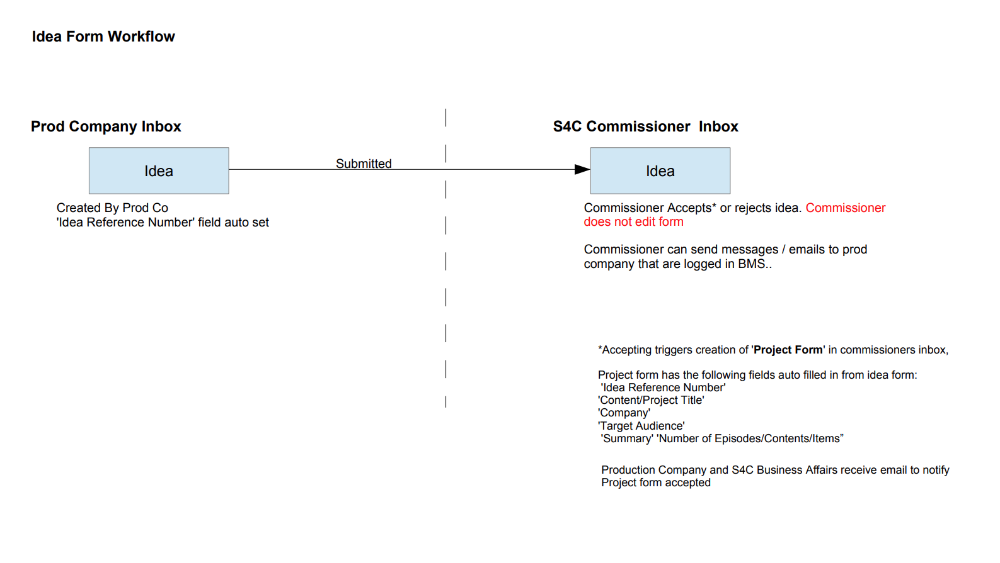 Idea Form Workflow
Prod Company Inbox
S4C Commissioner  Inbox
Idea
Submitted
Idea
Created By Prod Co
'Idea Reference Number' field auto set
Commissioner Accepts* or rejects idea. Commissioner
does not edit form
Commissioner can send messages / emails to prod
company that are logged in BMS..
*Accepting triggers creation of 'Project Form' in commissioners inbox,
Project form has the following fields auto filled in from idea form:
'Idea Reference Number'
'Content/Project Title'
'Company'
'Target Audience'
'Summary' 'Number of Episodes/Contents/Items”
Production Company and S4C Business Affairs receive email to notify
Project form accepted